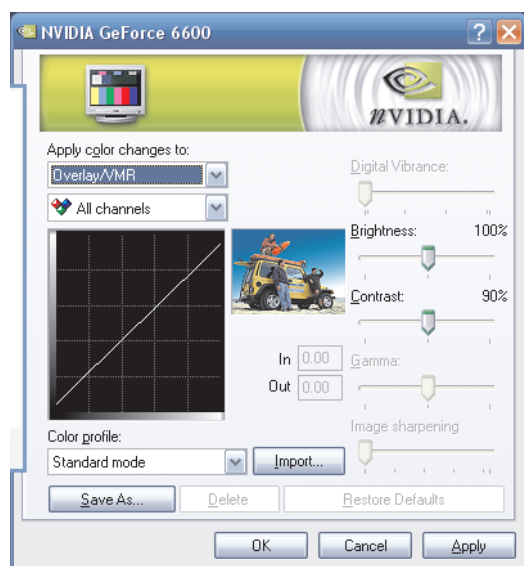 NVIDIA GeForce 6600
nVIDIA.
Apply color changes to:
Overlay/VMR
All channels
Digital Vibrance:
Brightness: 100%
Contrast: 90%
In 0.00
Out 0.00
Gamma:
Image sharpening
Color profile:
Standard mode
Import...
Save As...
Delete
Restore Defaults
OK
Cancel
Apply